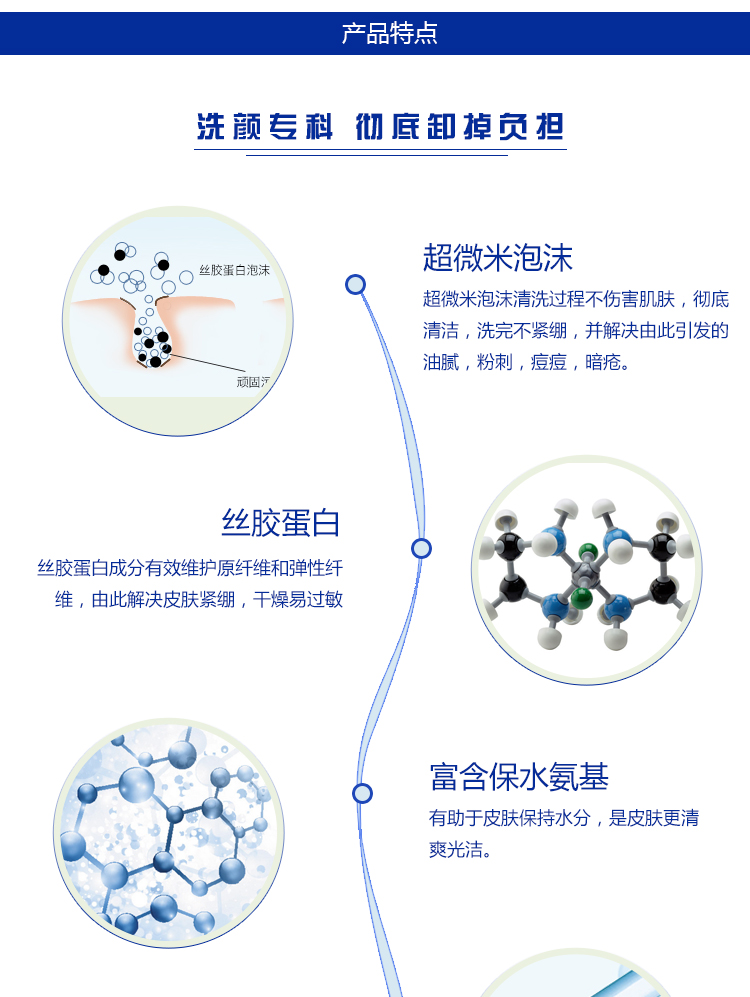 产品特点
洗颜专科 彻底卸掉负担
丝胶蛋白泡沫
顽固污
超微米泡沫
超微米泡沫清洗过程不伤害肌肤，彻底
清洁，洗完不紧绷，并解决由此引发的
油腻，粉刺，痘痘，暗疮。
丝胶蛋白
丝胶蛋白成分有效维护原纤维和弹性纤
维，由此解决皮肤紧绷，干燥易过敏
富含保水氨基
有助于皮肤保持水分，是皮肤更清
爽光洁。